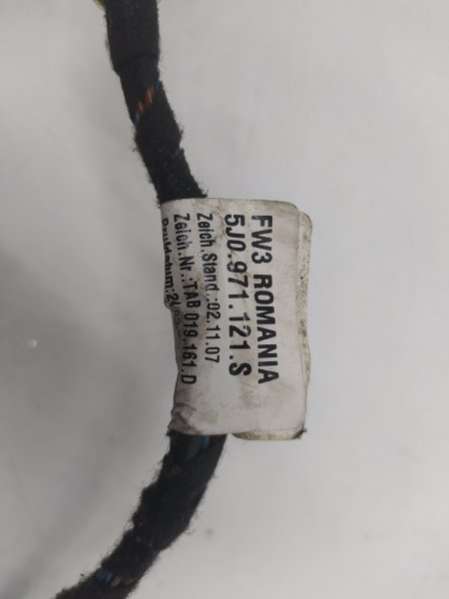 FW3 ROMANIA
5J0.971.121.S
Zeich.Stand.:02.11.07
Zeich.Nr.:TAB 019.161.D